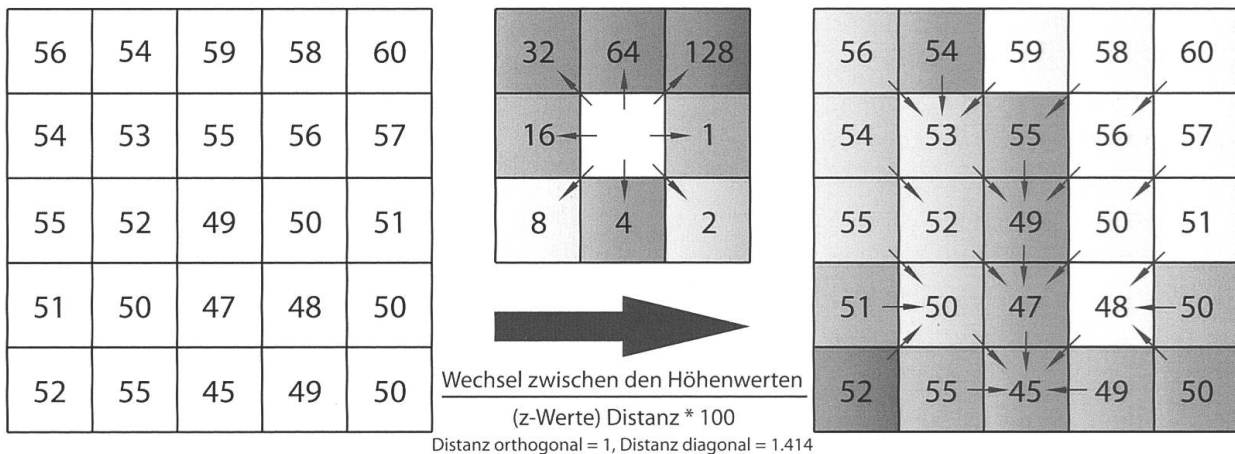 56 54 59 58 60
54 53 55 56 57
55 52 49 50 51
51 50 47 48 50
52 55 45 49 50
32 64 128
16 1
8 4 2
Wechsel zwischen den Höhenwerten
(z-Werte) Distanz * 100
Distanz orthogonal = 1, Distanz diagonal = 1.414
56 54 59 58 60
54 53 55 56 57
55 52 49 50 51
51 50 47 48 50
52 55 45 49 50